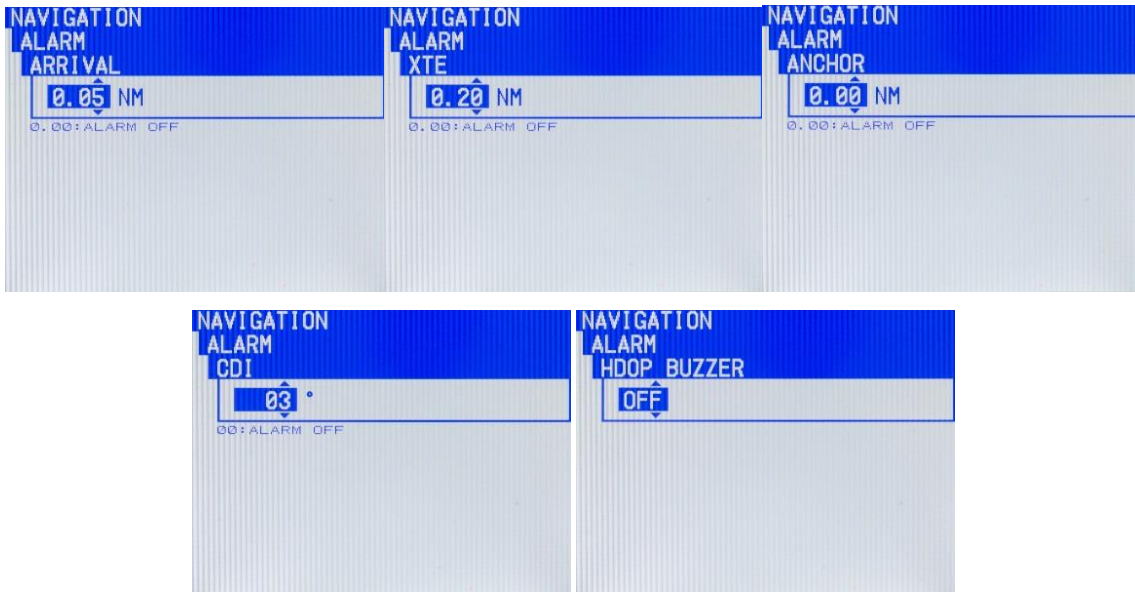 NAVIGATION
ALARM
ARRIVAL
0.05 NM
0.00:ALARM OFF
NAVIGATION
ALARM
XTE
0.20 NM
0.00:ALARM OFF
NAVIGATION
ALARM
ANCHOR
0.00 NM
0.00:ALARM OFF
NAVIGATION
ALARM
CDI
03 °
00:ALARM OFF
NAVIGATION
ALARM
HDOP BUZZER
OFF